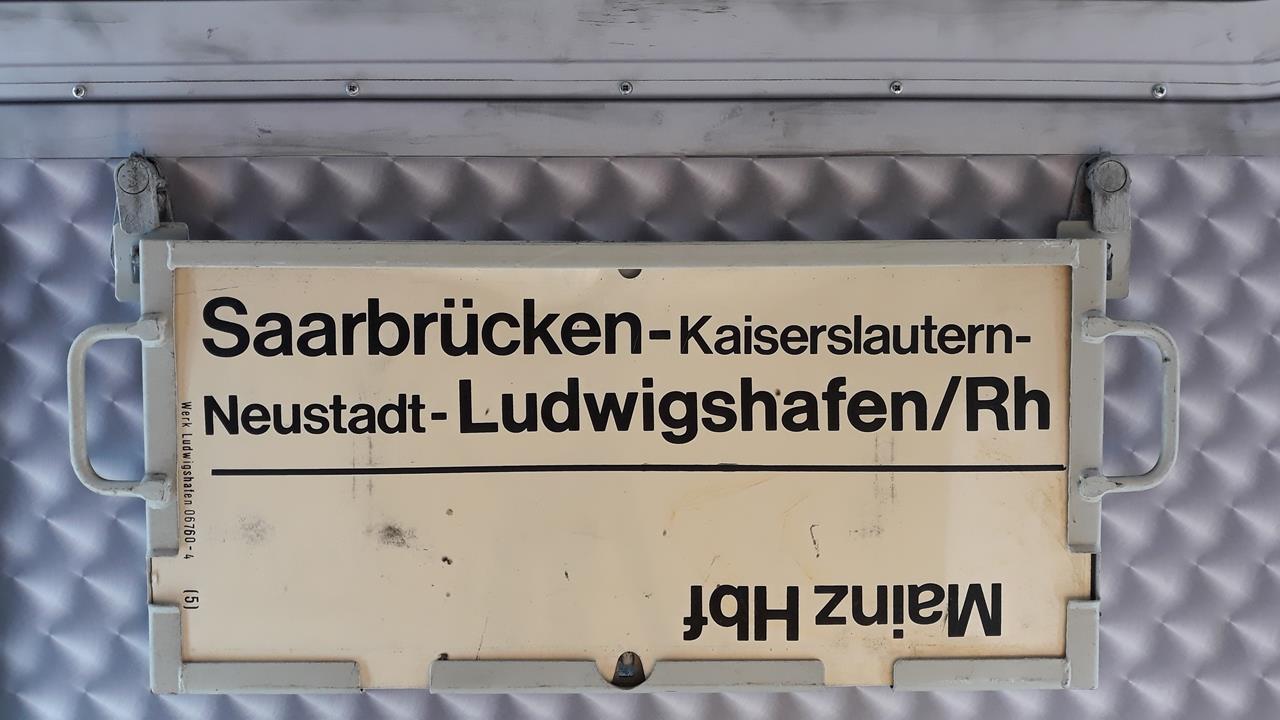 Saarbrücken-Kaiserslautern-
Neustadt-Ludwigshafen/Rh
Mainz Hbf
Werk Ludwigshafen 06760-4 (5)